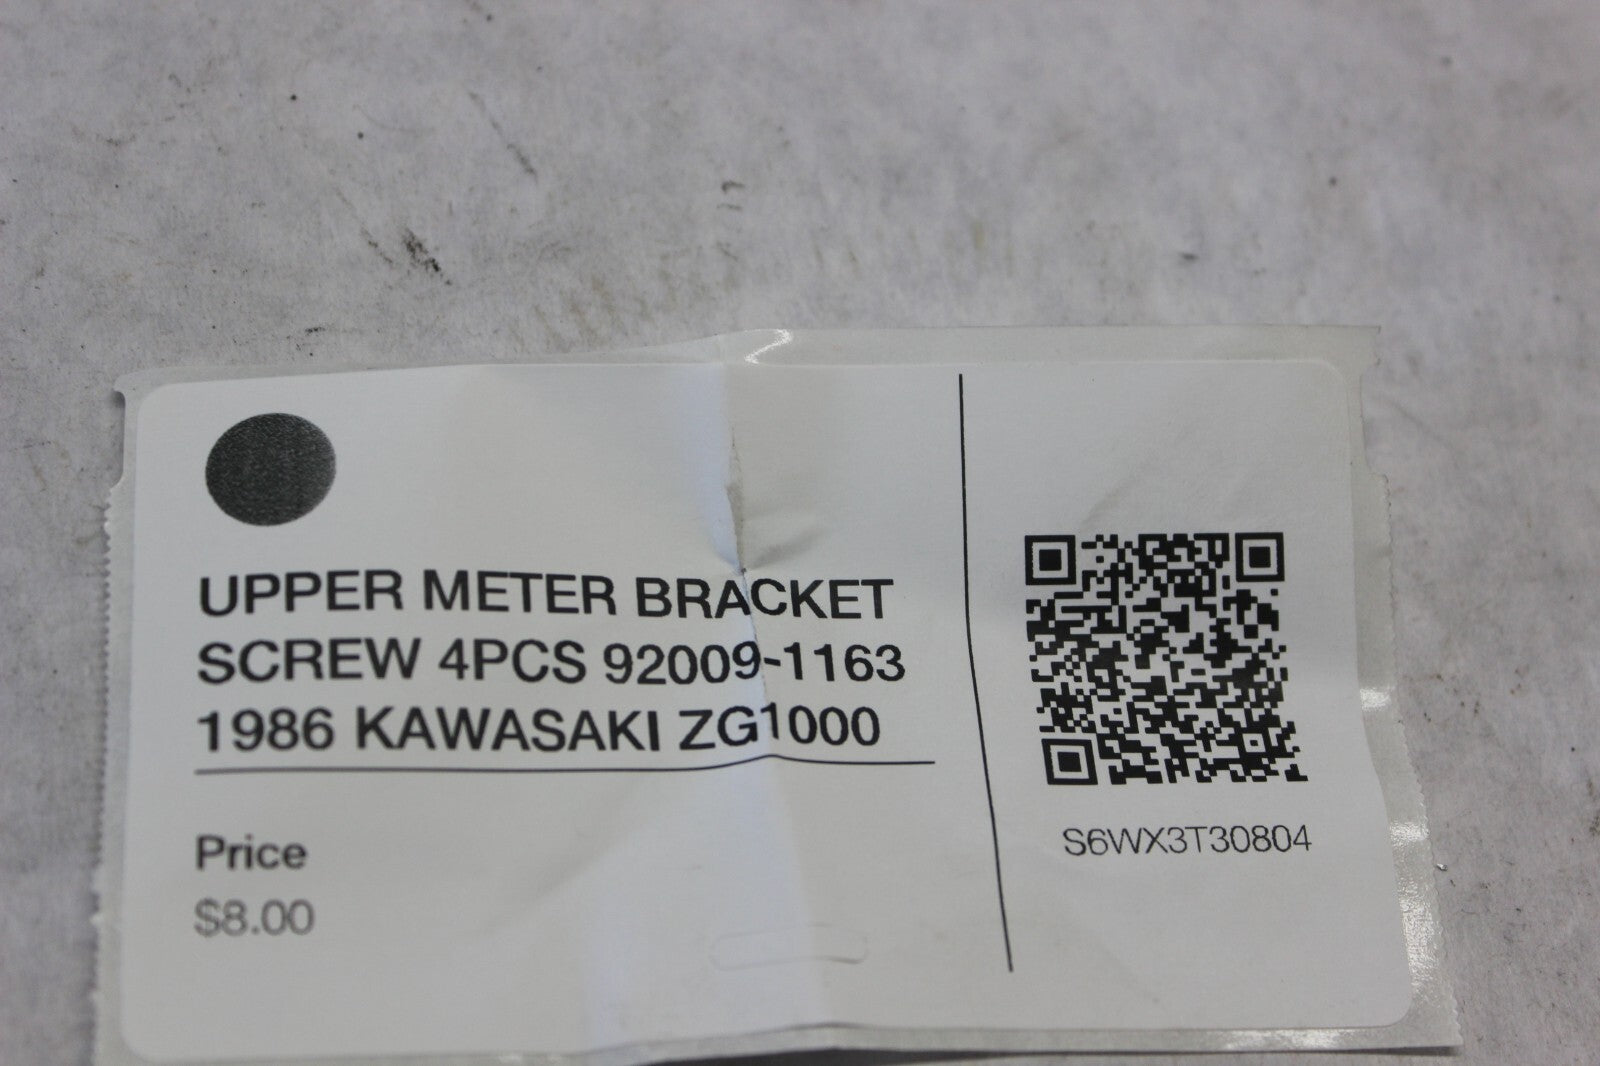 UPPER METER BRACKET
SCREW 4PCS 92009-1163
1986 KAWASAKI ZG1000
Price
$8.00
S6WX3T30804